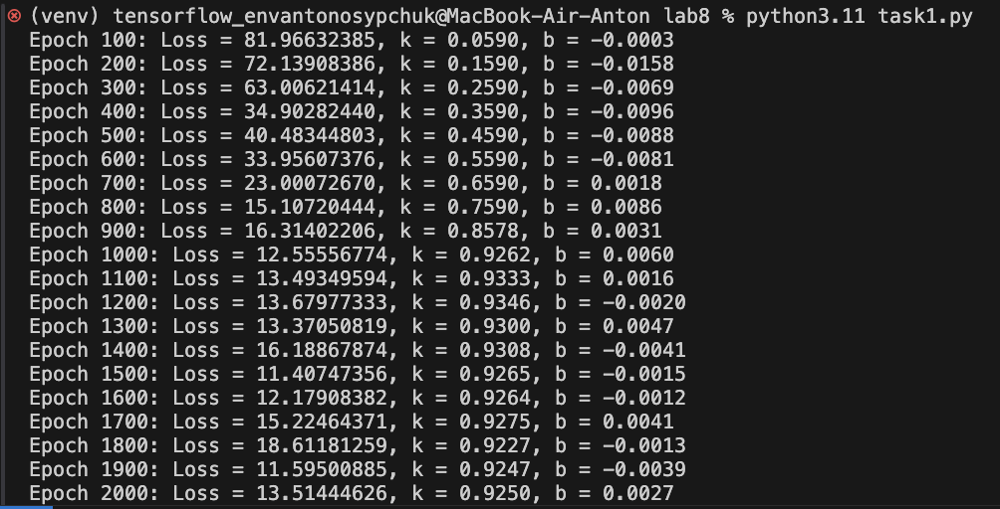 (venv) tensorflow_envantonosypchuk@MacBook-Air-Anton lab8 % python3.11 task1.py
Epoch 100: Loss = 81.96632385, k = 0.0590, b = -0.0003
Epoch 200: Loss = 72.13908386, k = 0.1590, b = -0.0158
Epoch 300: Loss = 63.00621414, k = 0.2590, b = -0.0069
Epoch 400: Loss = 34.90282440, k = 0.3590, b = -0.0096
Epoch 500: Loss = 40.48344803, k = 0.4590, b = -0.0088
Epoch 600: Loss = 33.95607376, k = 0.5590, b = -0.0081
Epoch 700: Loss = 23.00072670, k = 0.6590, b = 0.0018
Epoch 800: Loss = 15.10720444, k = 0.7590, b = 0.0086
Epoch 900: Loss = 16.31402206, k = 0.8578, b = 0.0031
Epoch 1000: Loss = 12.55556774, k = 0.9262, b = 0.0060
Epoch 1100: Loss = 13.49349594, k = 0.9333, b = 0.0016
Epoch 1200: Loss = 13.67977333, k = 0.9346, b = -0.0020
Epoch 1300: Loss = 13.37050819, k = 0.9300, b = 0.0047
Epoch 1400: Loss = 16.18867874, k = 0.9308, b = -0.0041
Epoch 1500: Loss = 11.40747356, k = 0.9265, b = -0.0015
Epoch 1600: Loss = 12.17908382, k = 0.9264, b = -0.0012
Epoch 1700: Loss = 15.22464371, k = 0.9275, b = 0.0041
Epoch 1800: Loss = 18.61181259, k = 0.9227, b = -0.0013
Epoch 1900: Loss = 11.59500885, k = 0.9247, b = -0.0039
Epoch 2000: Loss = 13.51444626, k = 0.9250, b = 0.0027